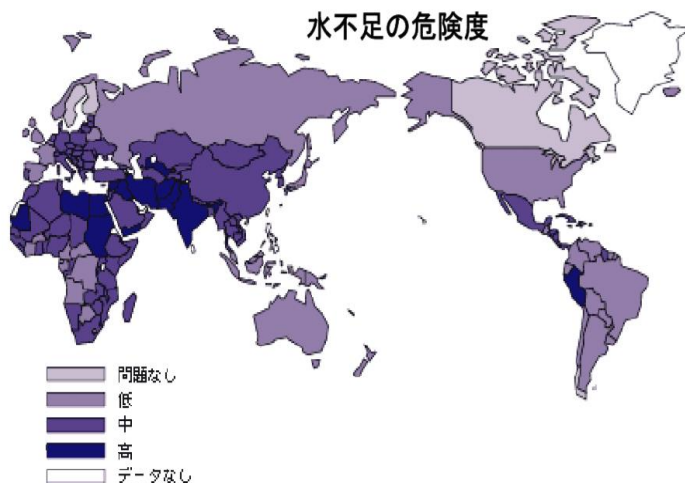 水不足の危険度
問題なし
低
中
高
データなし